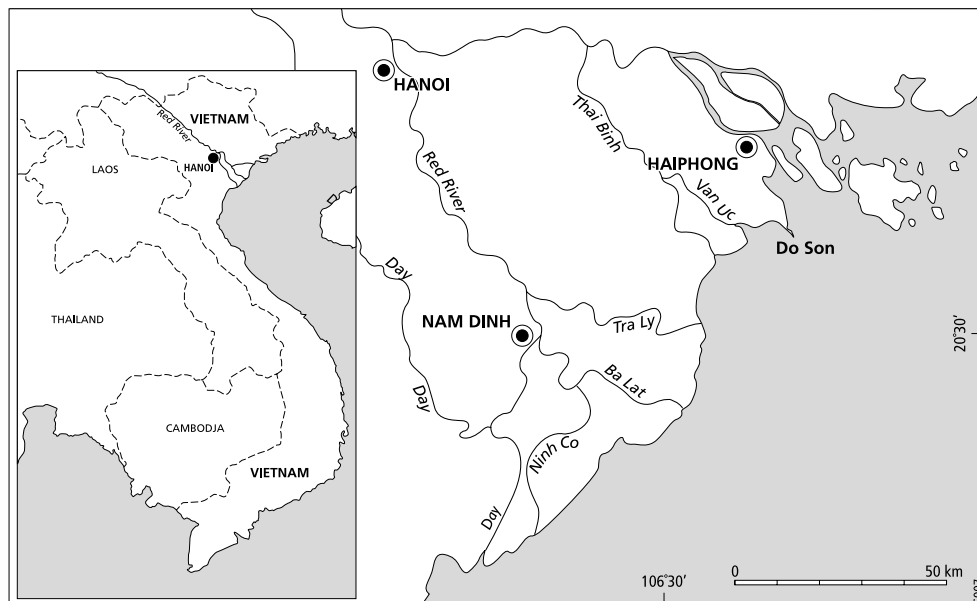 Red River
VIETNAM
HANOI
LAOS
THAILAND
CAMBODJA
VIETNAM
HANOI
Thai Binh
HAIPHONG
Red River
Van Uc
Do Son
Day
NAM DINH
Tra Ly
Day
Ba Lat
Ninh Co
Day
20°30'
0 50 km
106°30'